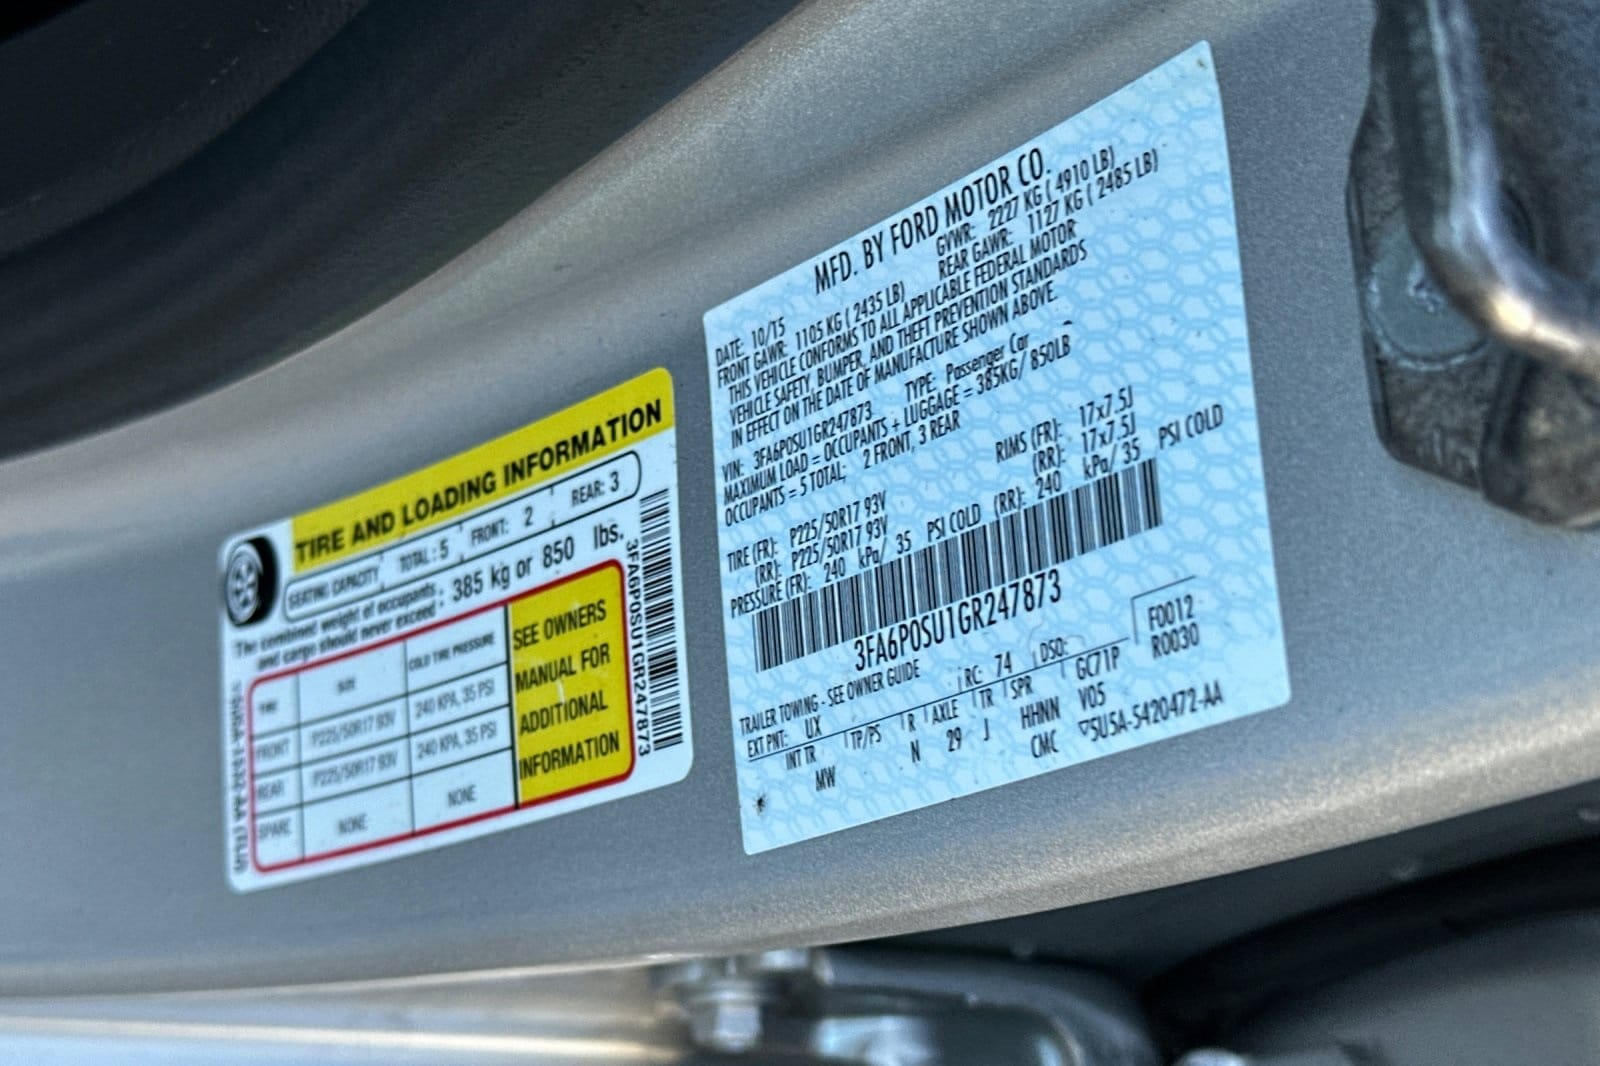 TIRE AND LOADING INFORMATION
SEATING CAPACITY TOTAL: 5 FRONT: 2 REAR: 3
The combined weight of occupants and cargo should never exceed: 385 kg or 850 lbs.
TIRE SIZE COLD TIRE PRESSURE
FRONT P225/50R17 93V 240 KPA, 35 PSI
REAR P225/50R17 93V 240 KPA, 35 PSI
SPARE NONE NONE
SEE OWNERS
MANUAL FOR
ADDITIONAL
INFORMATION
3FA6P0SU1GR247873
MFD. BY FORD MOTOR CO.
DATE: 10/15 GVWR: 2227 KG ( 4910 LB)
FRONT GAWR: 1105 KG ( 2435 LB) REAR GAWR: 1127 KG ( 2485 LB)
THIS VEHICLE CONFORMS TO ALL APPLICABLE FEDERAL MOTOR
VEHICLE SAFETY, BUMPER, AND THEFT PREVENTION STANDARDS
IN EFFECT ON THE DATE OF MANUFACTURE SHOWN ABOVE.
VIN: 3FA6P0SU1GR247873 TYPE: Passenger Car
MAXIMUM LOAD = OCCUPANTS + LUGGAGE = 385KG/ 850LB
OCCUPANTS = 5 TOTAL; 2 FRONT, 3 REAR
TIRE (FR): P225/50R17 93V RIMS (FR): 17x7.5J
(RR): P225/50R17 93V (RR): 17x7.5J
PRESSURE (FR): 240 kPa/ 35 PSI COLD (RR): 240 kPa/ 35 PSI COLD
3FA6P0SU1GR247873
TRAILER TOWING - SEE OWNER GUIDE
EXT PNT: UX RC: 74 DSO: F0012
R0030
INT TR TP/PS R AXLE TR SPR GC71P
MW N 29 J HHNN V05
CMC SU5A-5420472-AA